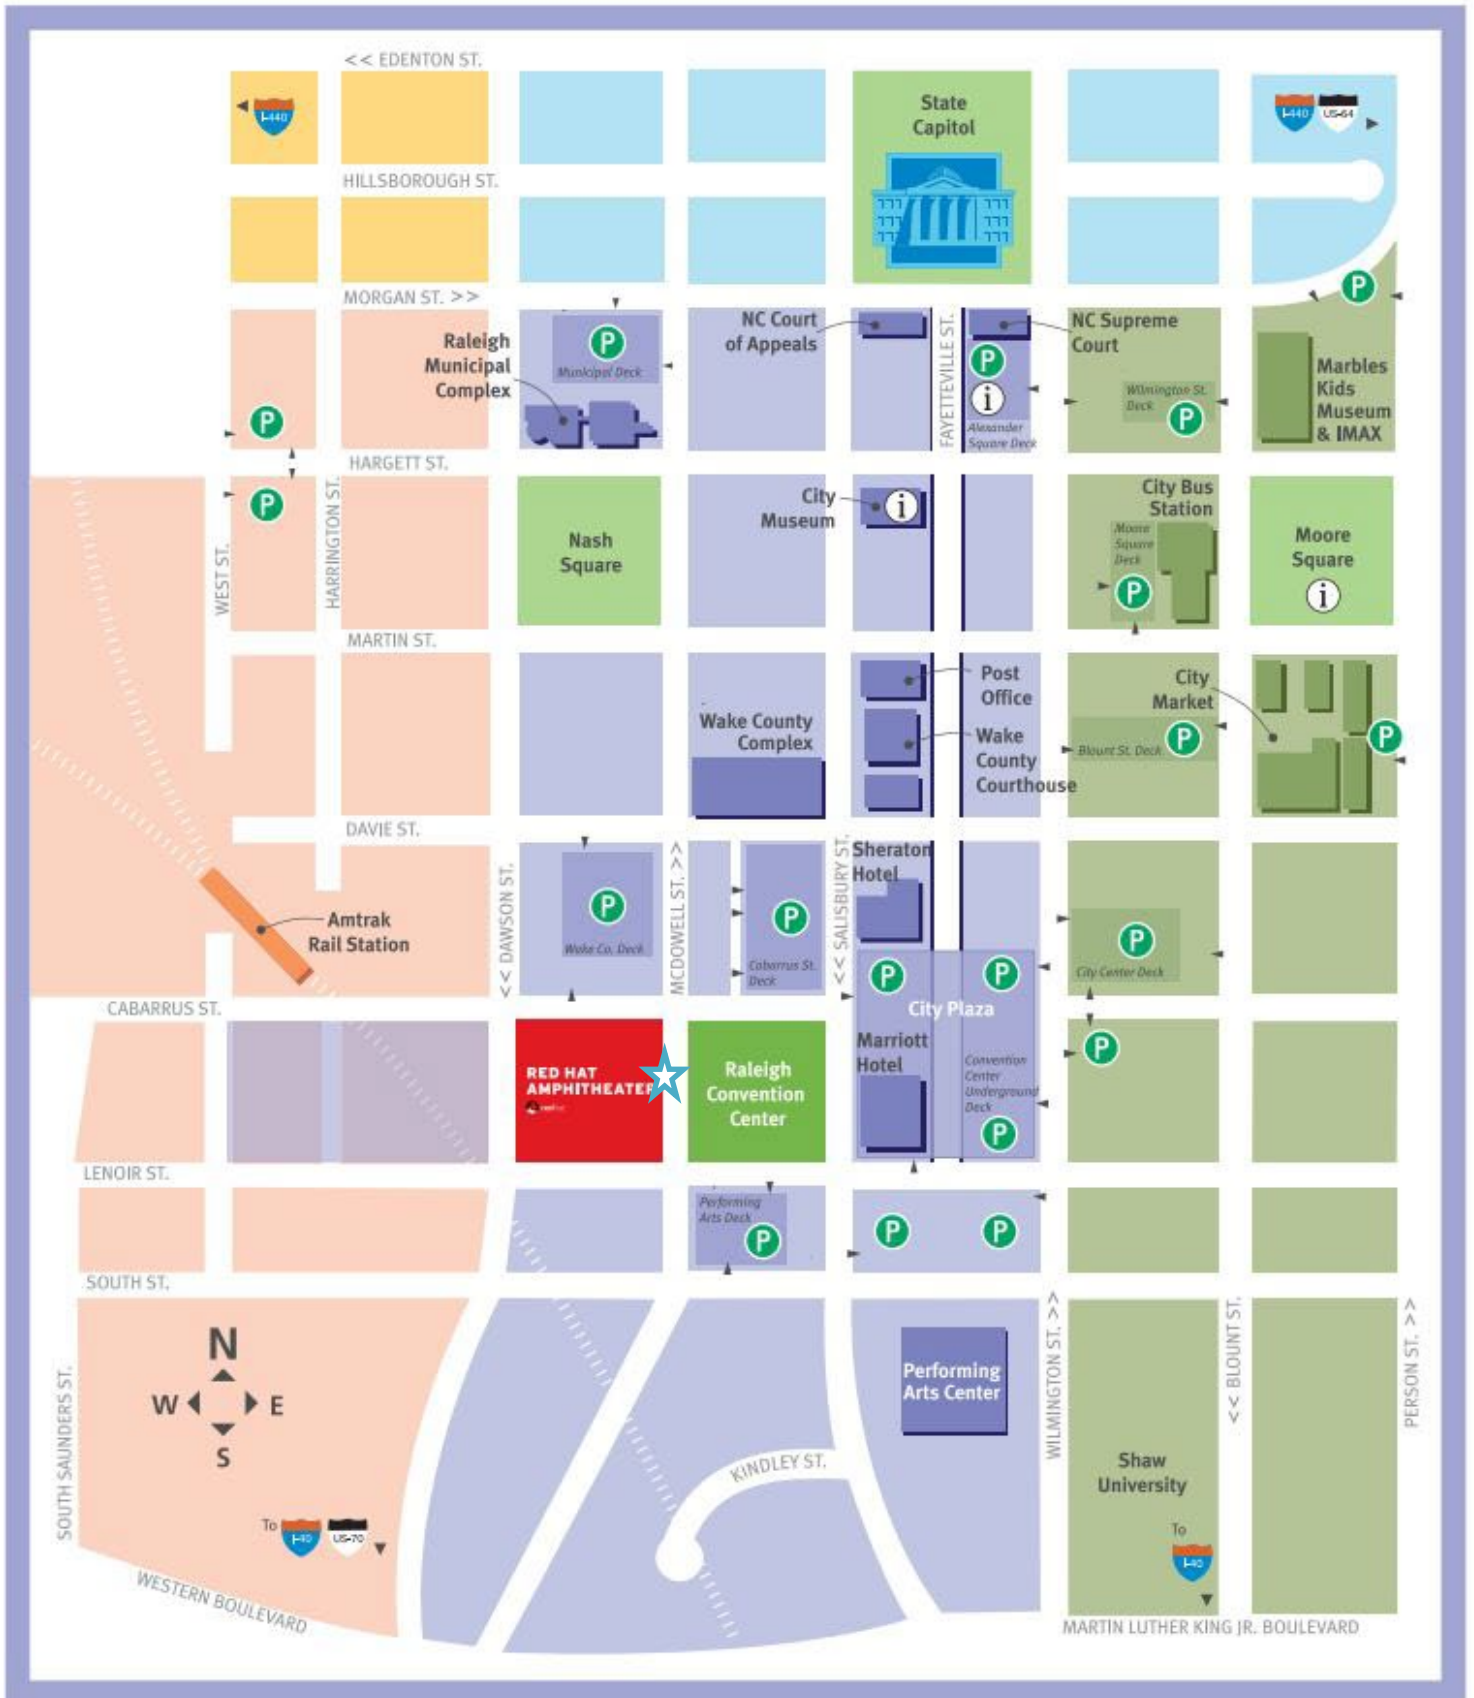 << EDENTON ST.
I-440
State
Capitol
I-440
US-64
HILLSBOROUGH ST.
MORGAN ST. >>
P
Raleigh
Municipal
Complex
P
Municipal Deck
NC Court
of Appeals
FAYETTEVILLE ST.
NC Supreme
Court
P
i
Alexander
Square Deck
Wilmington St.
Deck
P
Marbles
Kids
Museum
& IMAX
P
HARGETT ST.
P
WEST ST.
HARRINGTON ST.
Nash
Square
City
Museum
i
City Bus
Station
Moore
Square
Deck
P
Moore
Square
i
MARTIN ST.
Wake County
Complex
Post
Office
Wake
County
Courthouse
City
Market
Blount St. Deck
P
P
DAVIE ST.
Amtrak
Rail Station
<< DAWSON ST.
P
Wake Co. Deck
MCDOWELL ST. >>
P
Cabarrus St.
Deck
<< SALISBURY ST.
Sheraton
Hotel
P
P
City Plaza
P
City Center Deck
CABARRUS ST.
RED HAT
AMPHITHEATER
Raleigh
Convention
Center
Marriott
Hotel
Convention
Center
Underground
Deck
P
P
LENOIR ST.
Performing
Arts Deck
P
P
P
SOUTH ST.
N
W
E
S
SOUTH SAUNDERS ST.
To
I-40
US-70
WESTERN BOULEVARD
KINDLEY ST.
Performing
Arts Center
WILMINGTON ST. >>
Shaw
University
To
I-40
<< BLOUNT ST.
PERSON ST. >>
MARTIN LUTHER KING JR. BOULEVARD